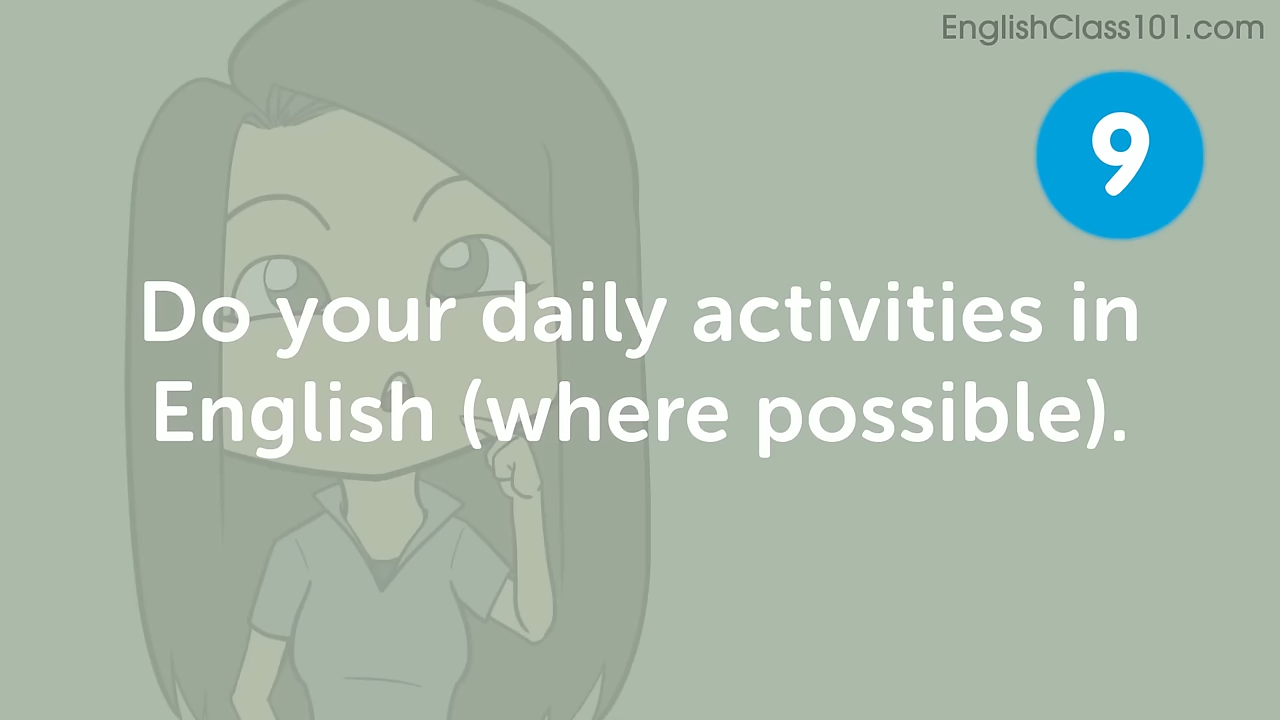 EnglishClass101.com
9
Do your daily activities in
English (where possible).